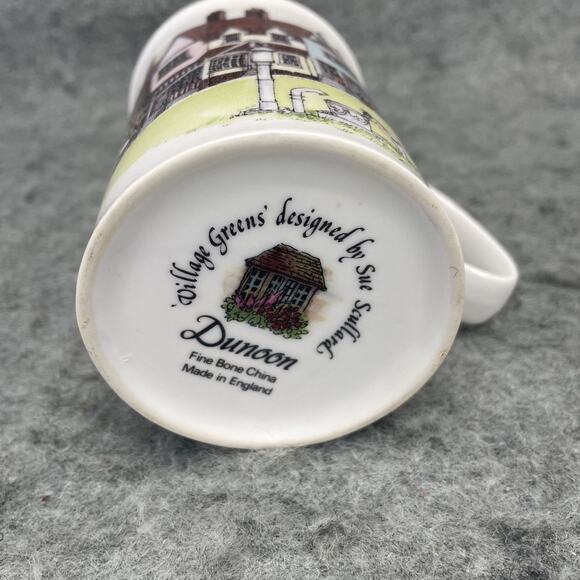 'Village Greens' designed by Sue Scullard
Dunoon
Fine Bone China
Made in England